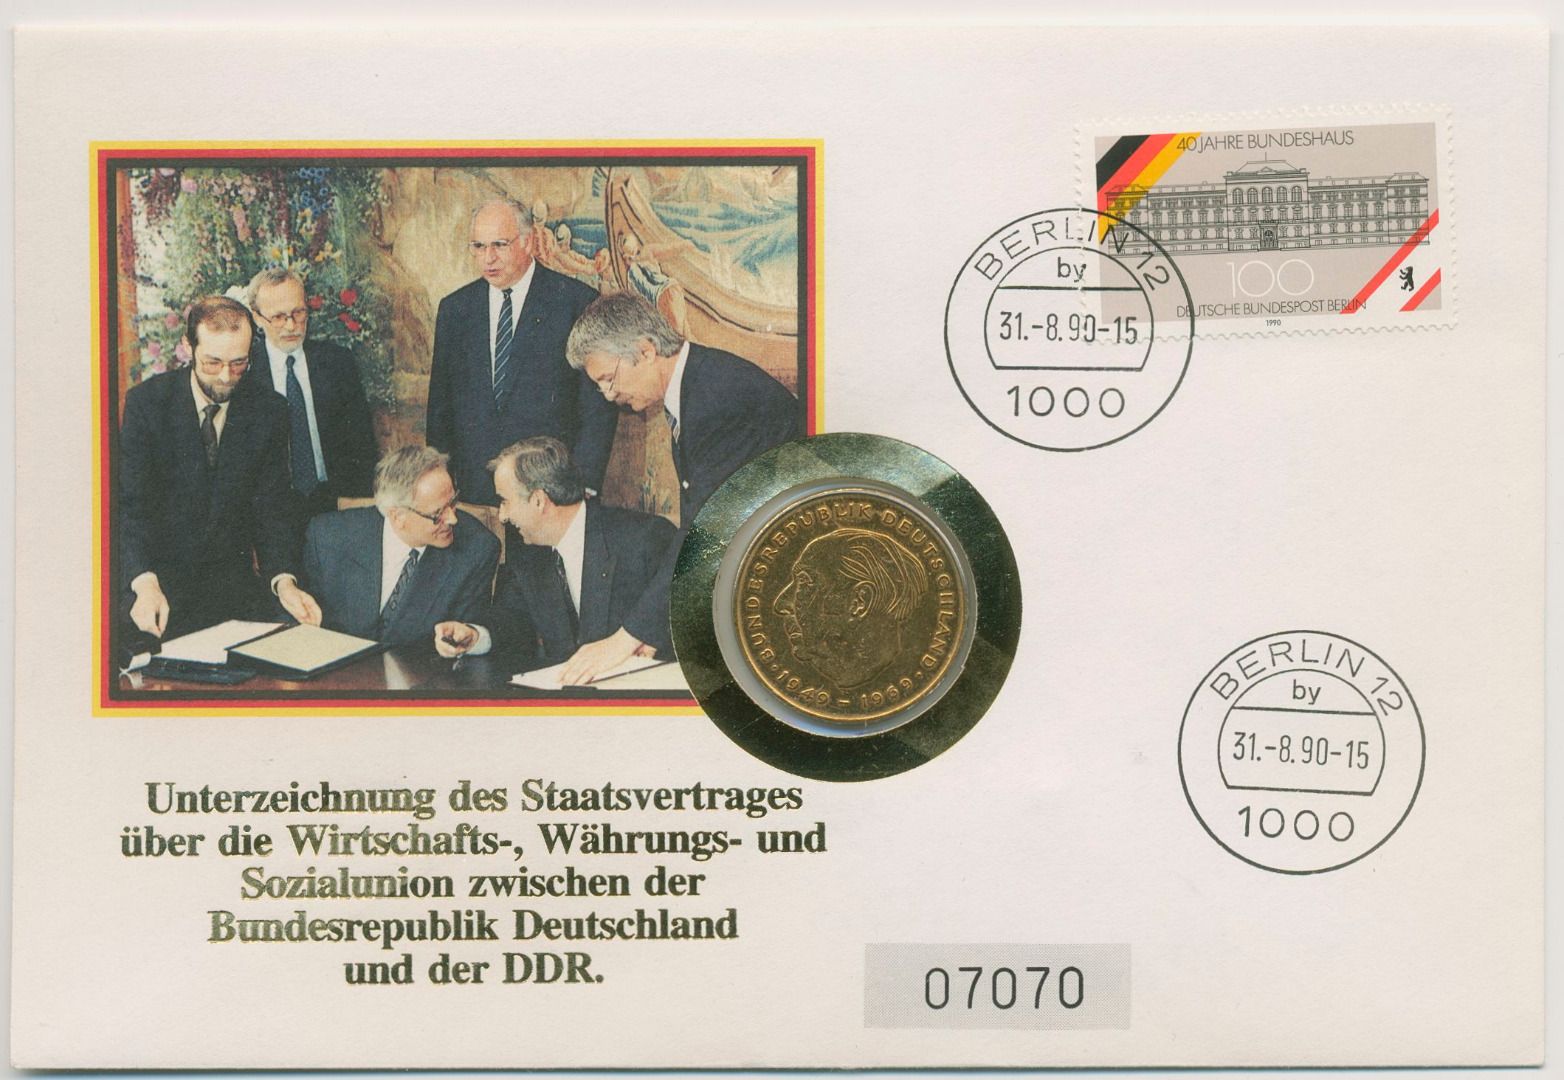 40 JAHRE BUNDESHAUS
100
DEUTSCHE BUNDESPOST BERLIN
1990
BERLIN 12
by
31.-8.90-15
1000
BUNDESREPUBLIK DEUTSCHLAND
· 1949 - 1969 ·
BERLIN 12
by
31.-8.90-15
1000
Unterzeichnung des Staatsvertrages
über die Wirtschafts-, Währungs- und
Sozialunion zwischen der
Bundesrepublik Deutschland
und der DDR.
07070